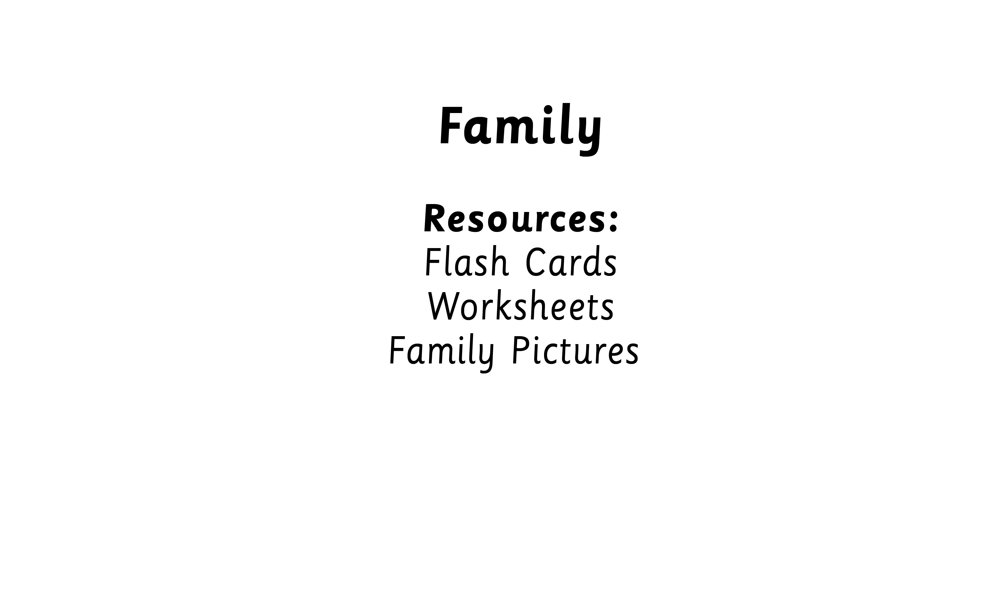 Family
Resources:
Flash Cards
Worksheets
Family Pictures